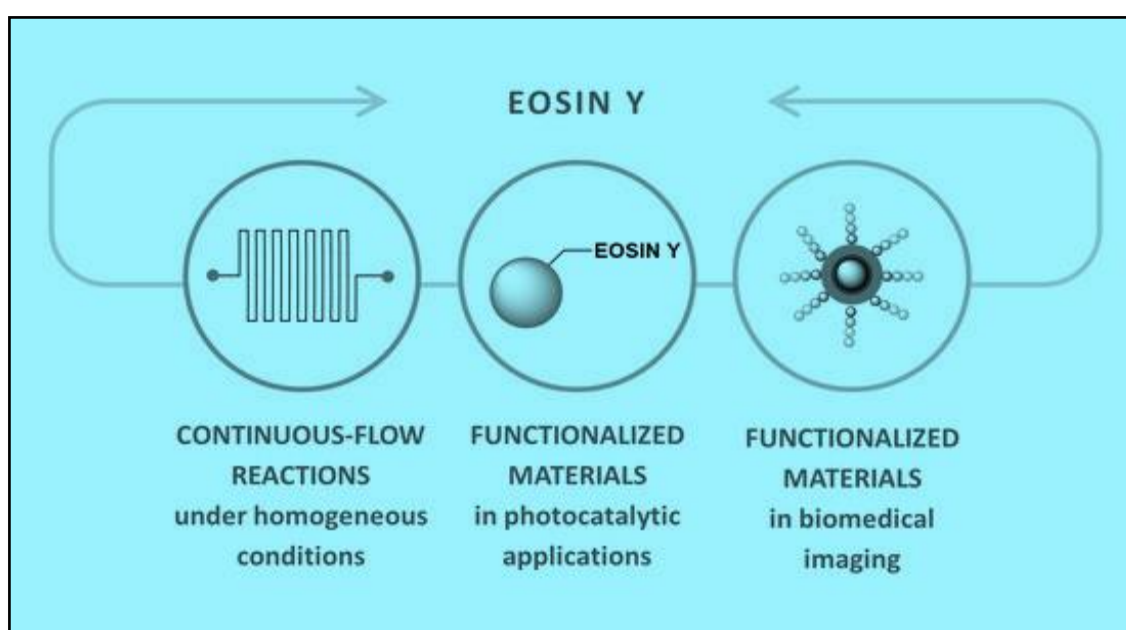 EOSIN Y
EOSIN Y
CONTINUOUS-FLOW
REACTIONS
under homogeneous
conditions
FUNCTIONALIZED
MATERIALS
in photocatalytic
applications
FUNCTIONALIZED
MATERIALS
in biomedical
imaging